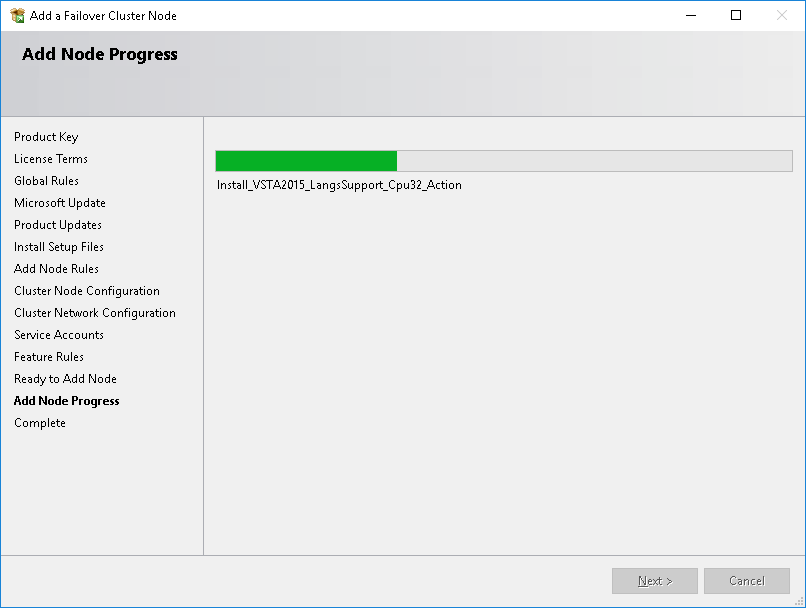 Add a Failover Cluster Node
Add Node Progress
Product Key
License Terms
Global Rules
Microsoft Update
Product Updates
Install Setup Files
Add Node Rules
Cluster Node Configuration
Cluster Network Configuration
Service Accounts
Feature Rules
Ready to Add Node
Add Node Progress
Complete
Install_VSTA2015_LangsSupport_Cpu32_Action
Next >
Cancel